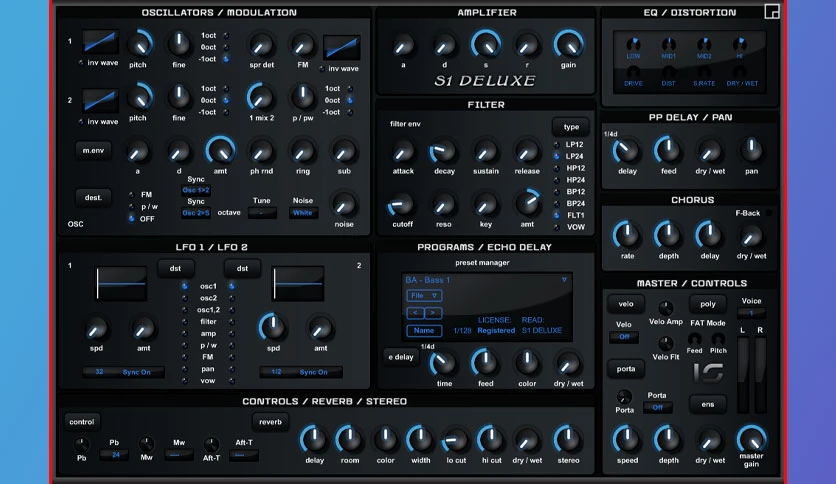 OSCILLATORS / MODULATION
1
inv wave
pitch
fine
1oct
0oct
-1oct
spr det
FM
inv wave
2
inv wave
pitch
fine
1oct
0oct
-1oct
1 mix 2
p / pw
1oct
0oct
-1oct
m.env
a
d
amt
ph rnd
ring
sub
dest.
FM
p / w
OFF
OSC
Sync
Osc 1>2
Sync
Osc 2>S
octave
Tune
-
Noise
White
noise
AMPLIFIER
a
d
s
r
gain
S1 DELUXE
FILTER
filter env
type
attack
decay
sustain
release
cutoff
reso
key
amt
LP12
LP24
HP12
HP24
BP12
BP24
FLT1
VOW
EQ / DISTORTION
LOW
MID1
MID2
HI
DRIVE
DIST
S.RATE
DRY / WET
PP DELAY / PAN
1/4d
delay
feed
dry / wet
pan
CHORUS
F-Back
rate
depth
delay
dry / wet
LFO 1 / LFO 2
1
dst
dst
2
osc1
osc2
osc1,2
filter
amp
p / w
FM
pan
vow
spd
amt
spd
amt
32
Sync On
1/2
Sync On
PROGRAMS / ECHO DELAY
preset manager
BA - Bass 1
File
<
>
Name
1/128
LICENSE:
Registered
READ:
S1 DELUXE
e delay
1/4d
time
feed
color
dry / wet
MASTER / CONTROLS
velo
Velo Amp
poly
Voice
1
Velo
Off
FAT Mode
L
R
Velo Fit
Feed
Pitch
porta
Porta
Porta
Off
ens
speed
depth
dry / wet
master
gain
CONTROLS / REVERB / STEREO
control
Pb
Pb
24
Mw
Mw
Aft-T
Aft-T
reverb
delay
room
color
width
lo cut
hi cut
dry / wet
stereo